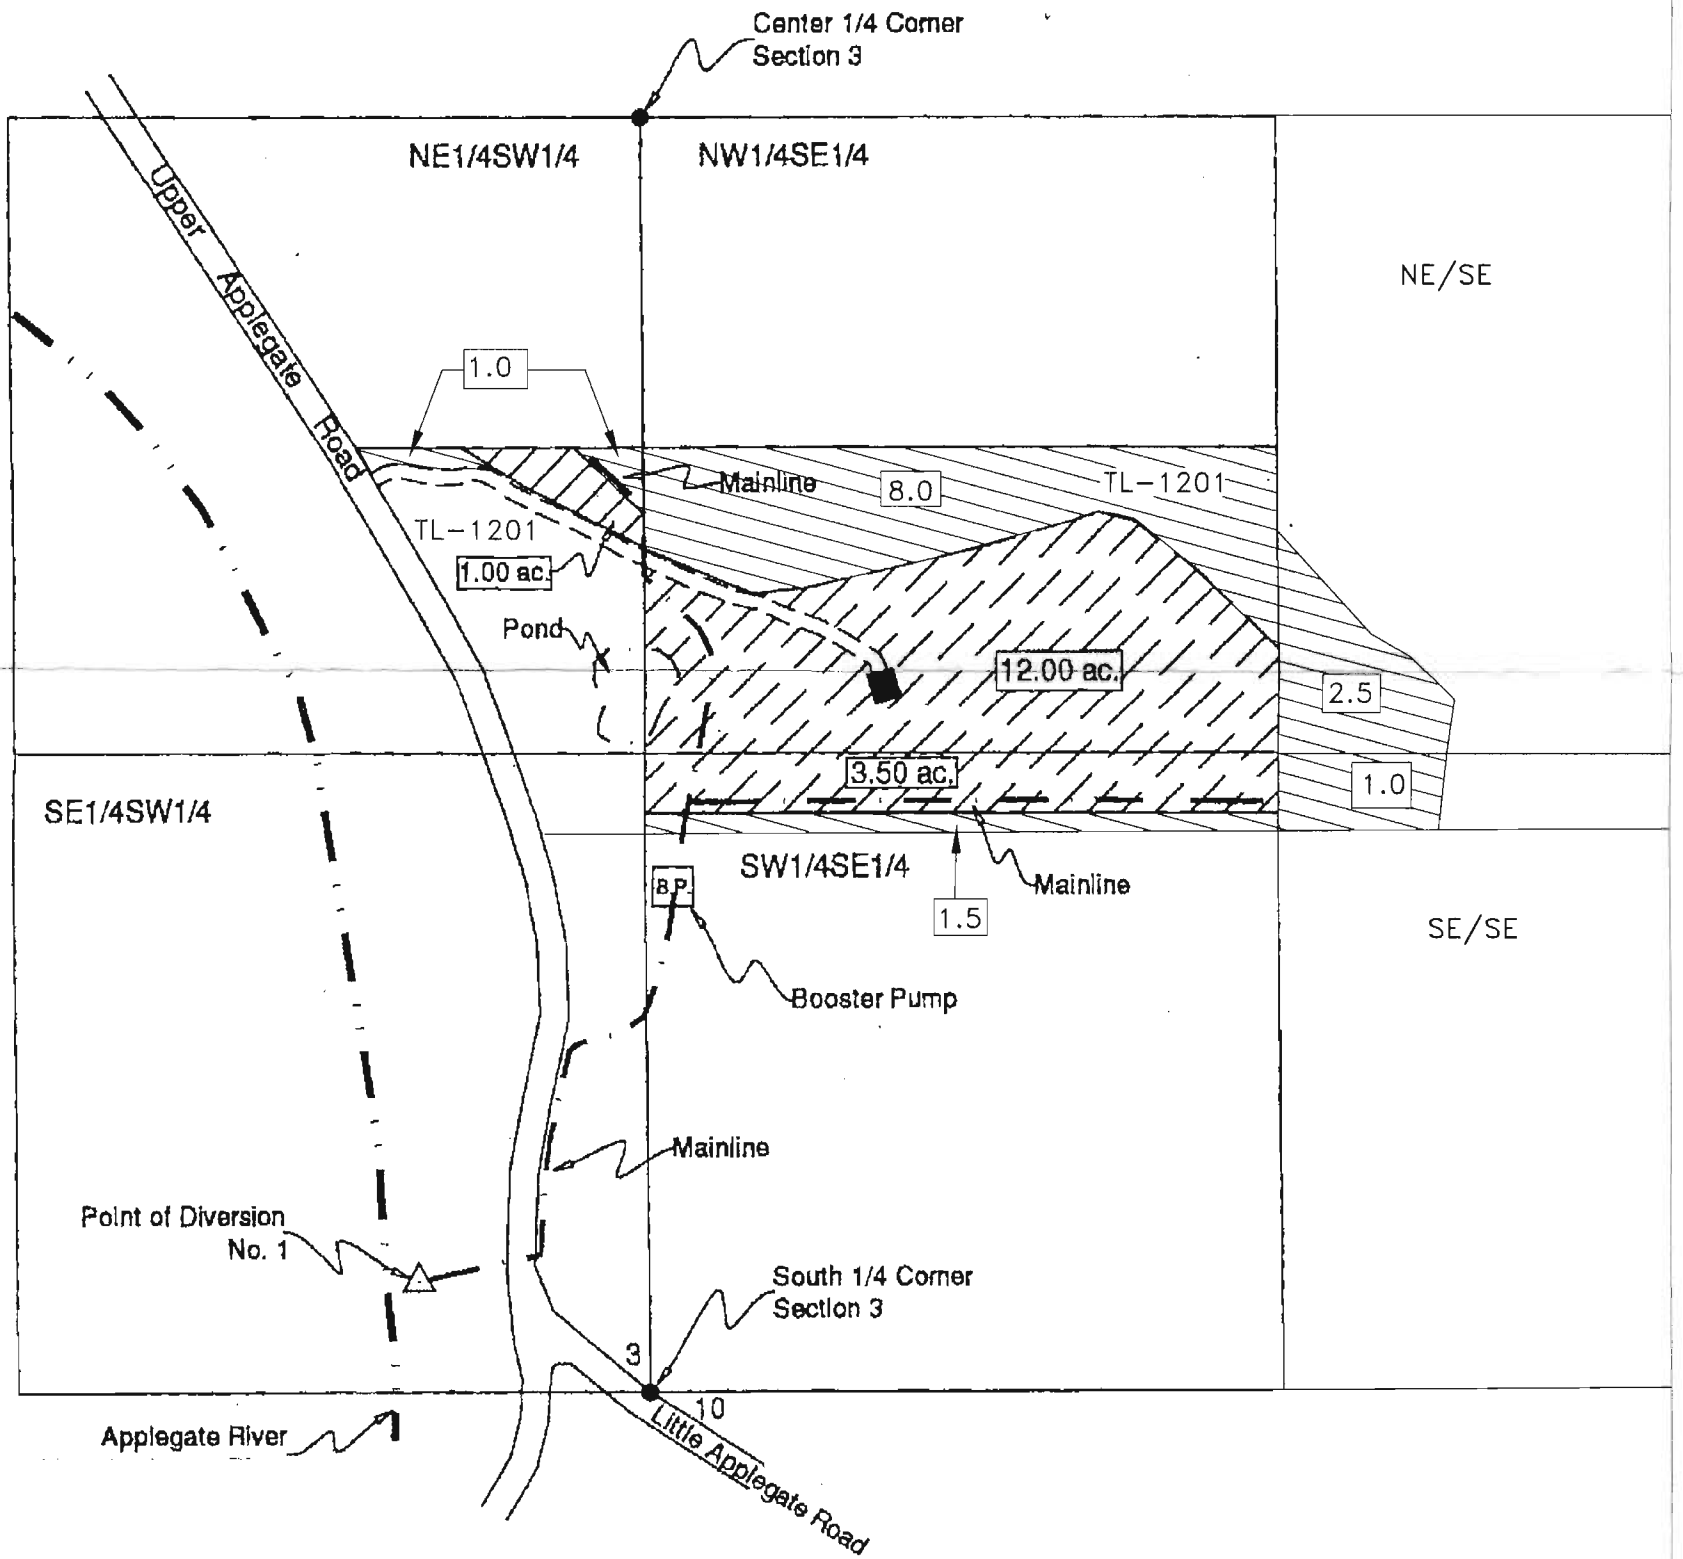 Center 1/4 Corner
Section 3
NE1/4SW1/4
NW1/4SE1/4
Upper Applegate Road
NE/SE
1.0
Mainline
8.0
TL-1201
TL-1201
1.00 ac.
Pond
12.00 ac.
2.5
3.50 ac.
1.0
SE1/4SW1/4
SW1/4SE1/4
B.P.
Mainline
1.5
SE/SE
Booster Pump
Mainline
Point of Diversion
No. 1
South 1/4 Corner
Section 3
3
10
Little Applegate Road
Applegate River